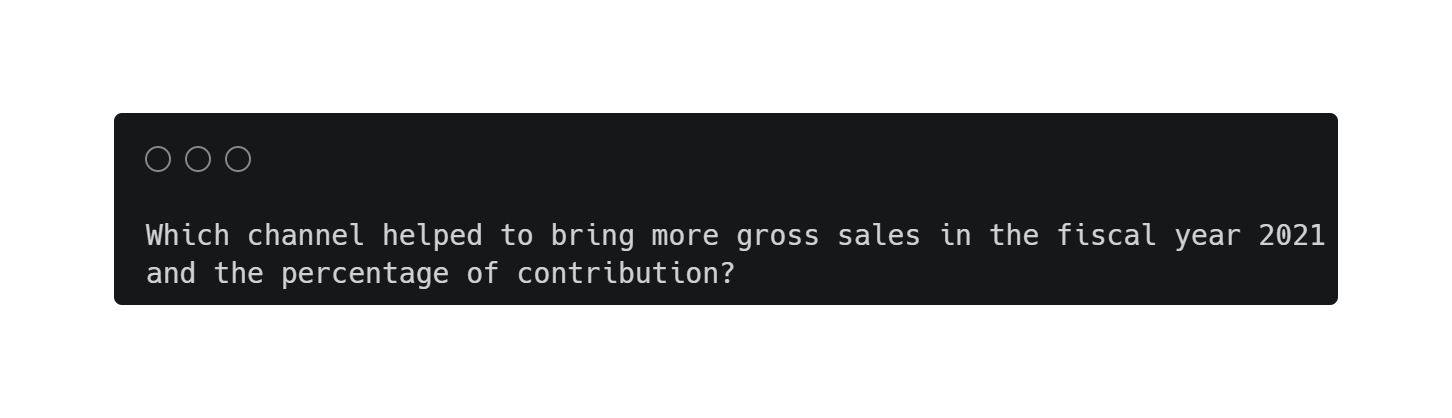 Which channel helped to bring more gross sales in the fiscal year 2021
and the percentage of contribution?